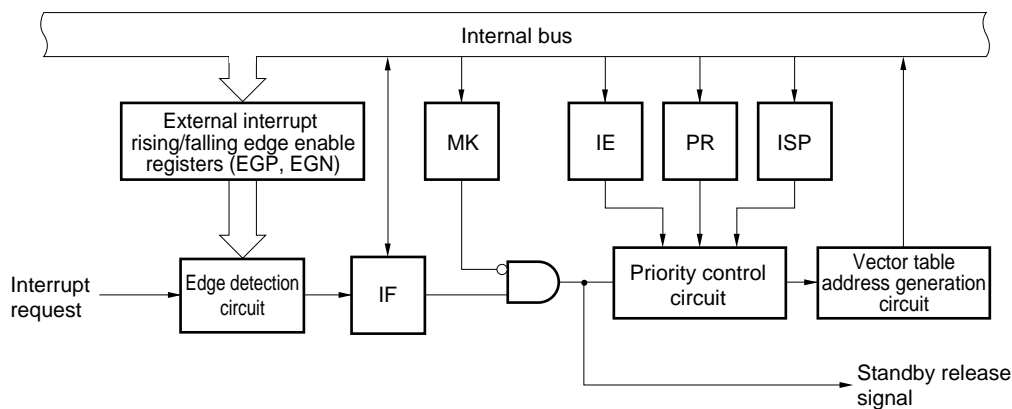 Internal bus
External interrupt
rising/falling edge enable
registers (EGP, EGN)
MK
IE
PR
ISP
Interrupt
request
Edge detection
circuit
IF
Priority control
circuit
Vector table
address generation
circuit
Standby release
signal